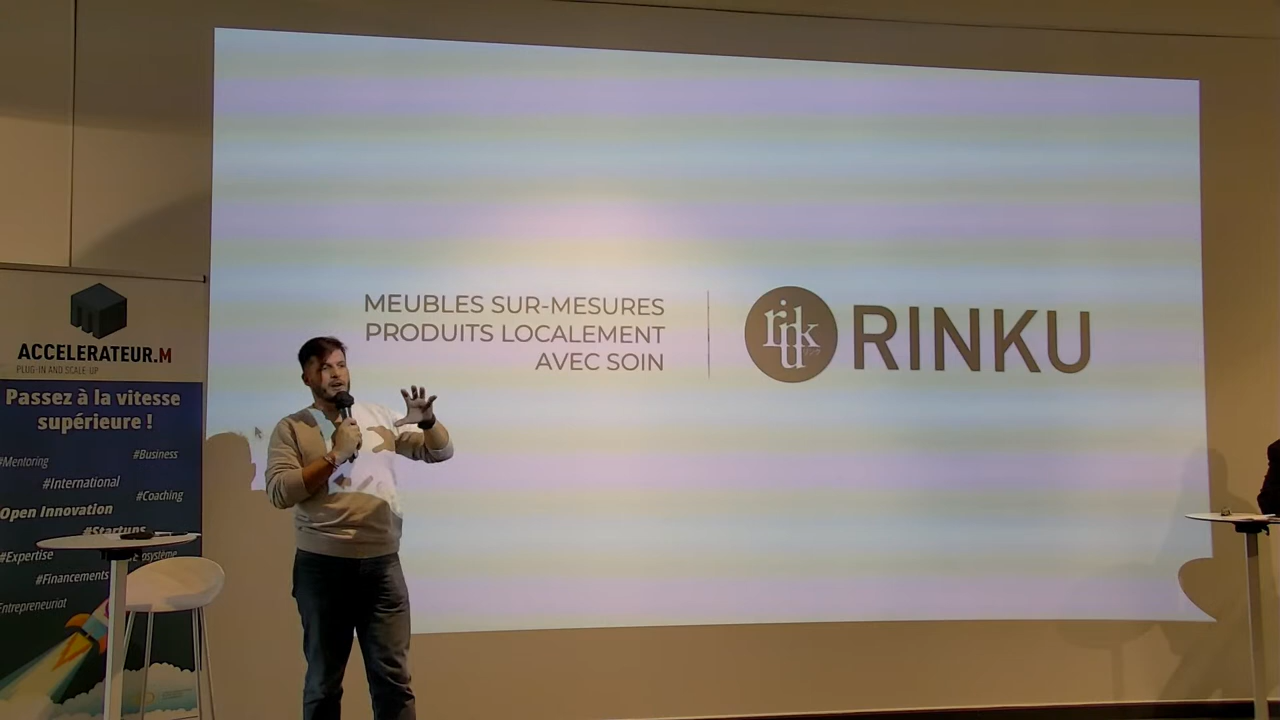 MEUBLES SUR-MESURES
PRODUITS LOCALEMENT
AVEC SOIN
rinku
RINKU
ACCELERATEUR.M
PLUG-IN AND SCALE-UP
Passez à la vitesse
supérieure !
#Mentoring
#Business
#International
#Coaching
Open Innovation
#Startups
#Expertise
#Financements
Entrepreneuriat